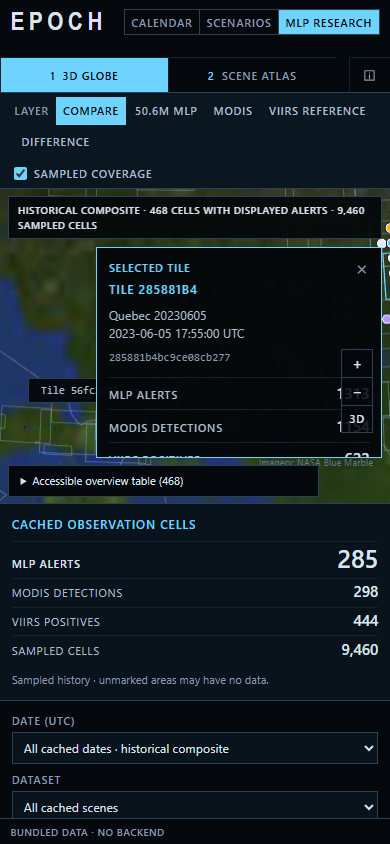 EPOCH
CALENDAR
SCENARIOS
MLP RESEARCH
1 3D GLOBE
2 SCENE ATLAS
LAYER
COMPARE
50.6M MLP
MODIS
VIIRS REFERENCE
DIFFERENCE
SAMPLED COVERAGE
HISTORICAL COMPOSITE · 468 CELLS WITH DISPLAYED ALERTS · 9,460
SAMPLED CELLS
SELECTED TILE
TILE 285881B4
Quebec 20230605
2023-06-05 17:55:00 UTC
285881b4bc9ce08cb277
MLP ALERTS
MODIS DETECTIONS
+
−
3D
Tile 56fc
Imagery: NASA Blue Marble
▶ Accessible overview table (468)
CACHED OBSERVATION CELLS
MLP ALERTS 285
MODIS DETECTIONS 298
VIIRS POSITIVES 444
SAMPLED CELLS 9,460
Sampled history · unmarked areas may have no data.
DATE (UTC)
All cached dates · historical composite
DATASET
All cached scenes
BUNDLED DATA · NO BACKEND